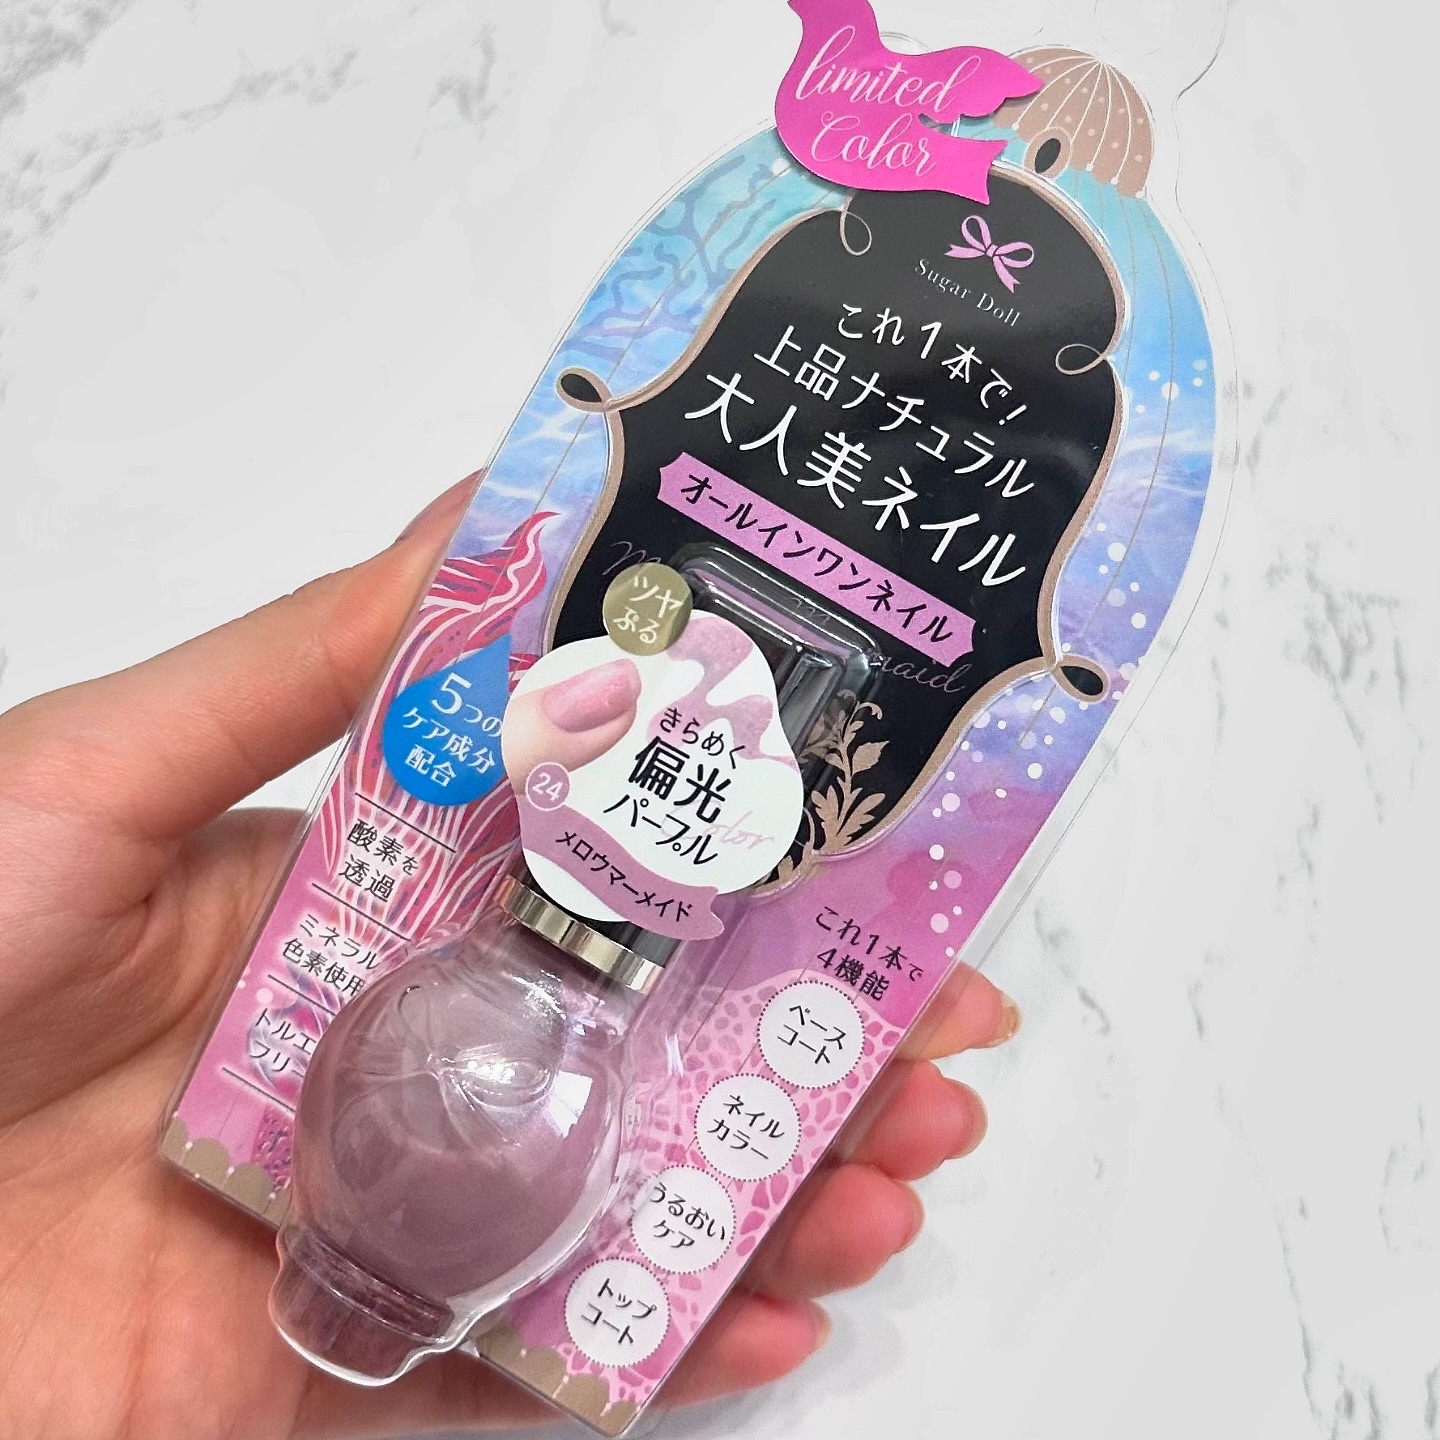 limited
Color
Sugar Doll
これ1本で!
上品ナチュラル
大人美ネイル
オールインワンネイル
ツヤ
ぷる
きらめく
偏光
パープル
24
メロウマーメイド
5つの
ケア成分
配合
酸素を
透過
ミネラル
色素使用
トルエ
フリ
これ1本で
4機能
ベース
コート
ネイル
カラー
うるおい
ケア
トップ
コート